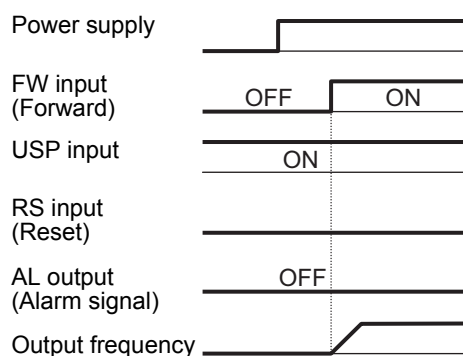 Power supply
FW input
(Forward)
OFF ON
USP input
ON
RS input
(Reset)
AL output
(Alarm signal)
OFF
Output frequency